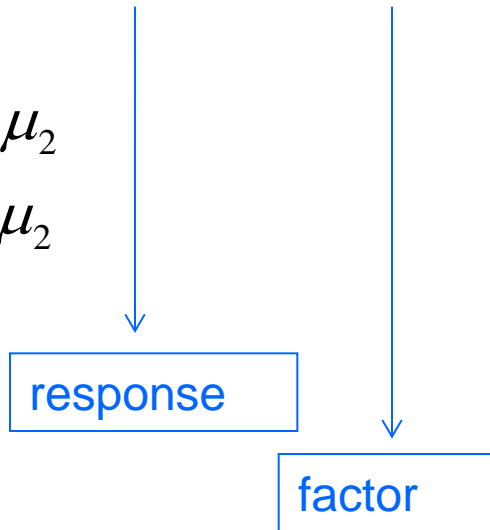 μ₂
μ₂
response
factor